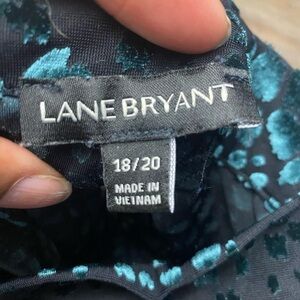 LANE BRYANT
18/20
MADE IN
VIETNAM